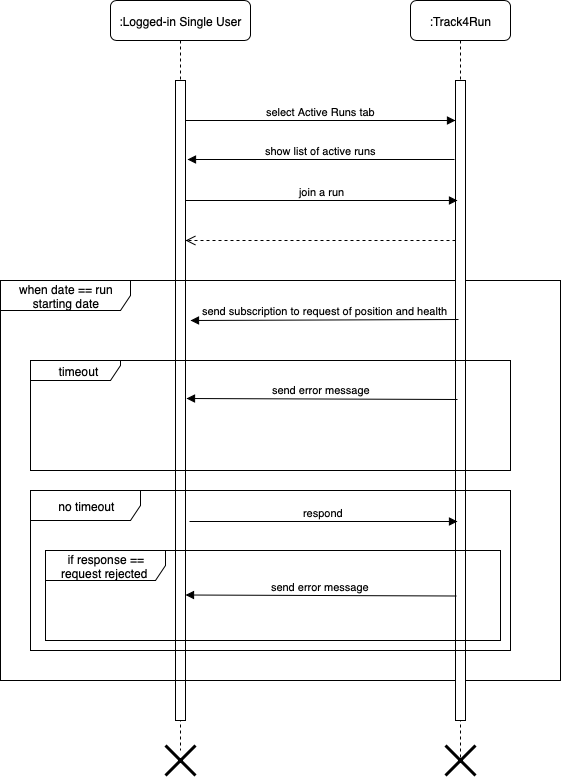 :Logged-in Single User
:Track4Run
select Active Runs tab
show list of active runs
join a run
when date == run
starting date
send subscription to request of position and health
timeout
send error message
no timeout
respond
if response ==
request rejected
send error message